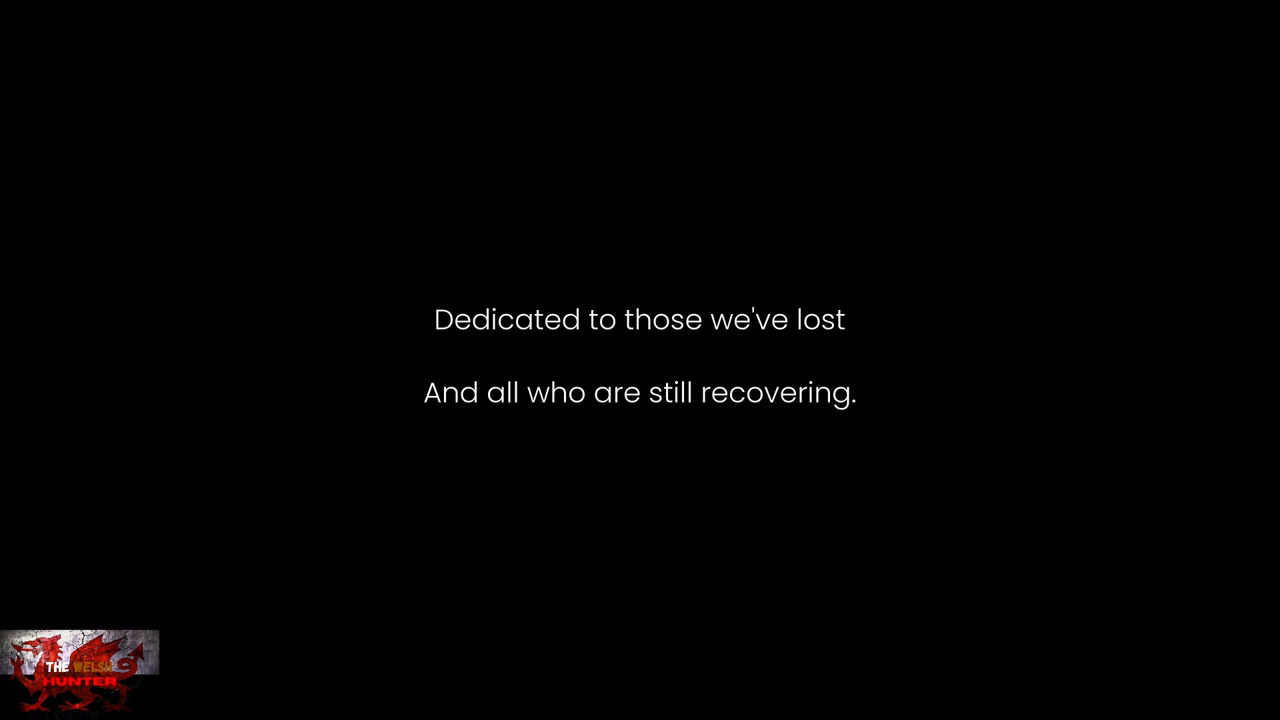 Dedicated to those we've lost
And all who are still recovering.
THE WELSH
HUNTER